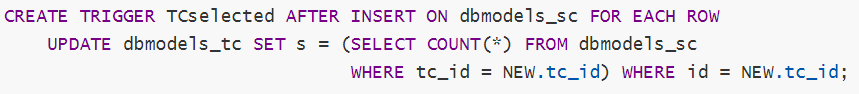 CREATE TRIGGER TCselected AFTER INSERT ON dbmodels_sc FOR EACH ROW
UPDATE dbmodels_tc SET s = (SELECT COUNT(*) FROM dbmodels_sc
WHERE tc_id = NEW.tc_id) WHERE id = NEW.tc_id;